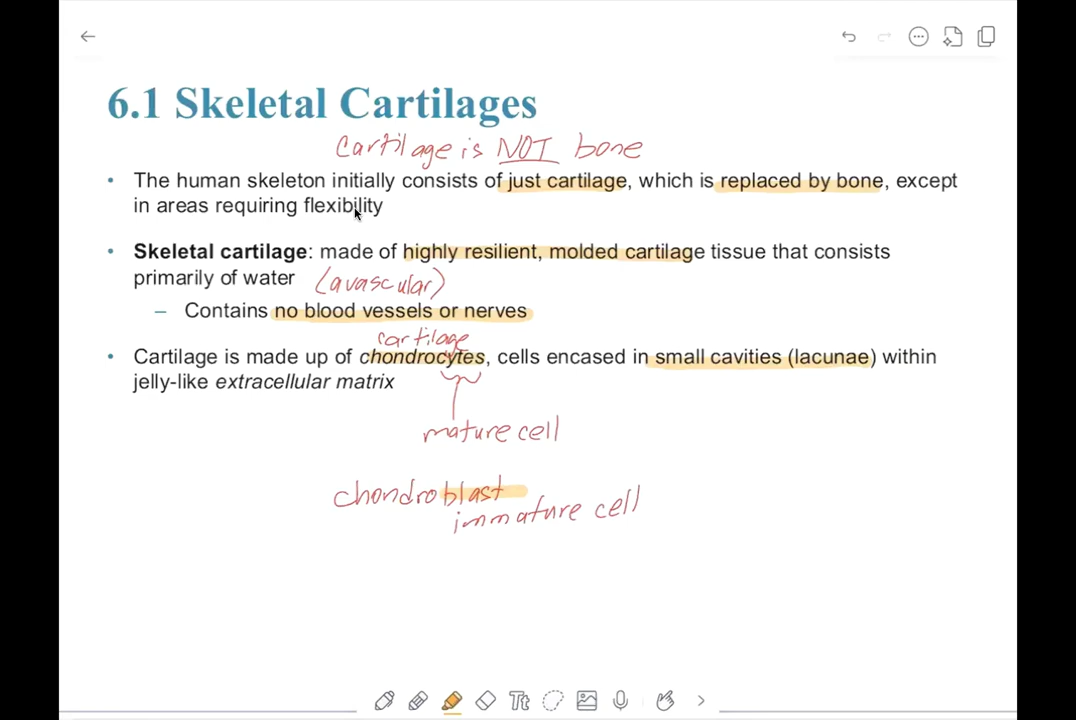 6.1 Skeletal Cartilages
Cartilage is NOT bone
• The human skeleton initially consists of just cartilage, which is replaced by bone, except
in areas requiring flexibility
• Skeletal cartilage: made of highly resilient, molded cartilage tissue that consists
primarily of water (avascular)
– Contains no blood vessels or nerves
cartilage
• Cartilage is made up of chondrocytes, cells encased in small cavities (lacunae) within
jelly-like extracellular matrix
mature cell
chondroblast
immature cell
Tt